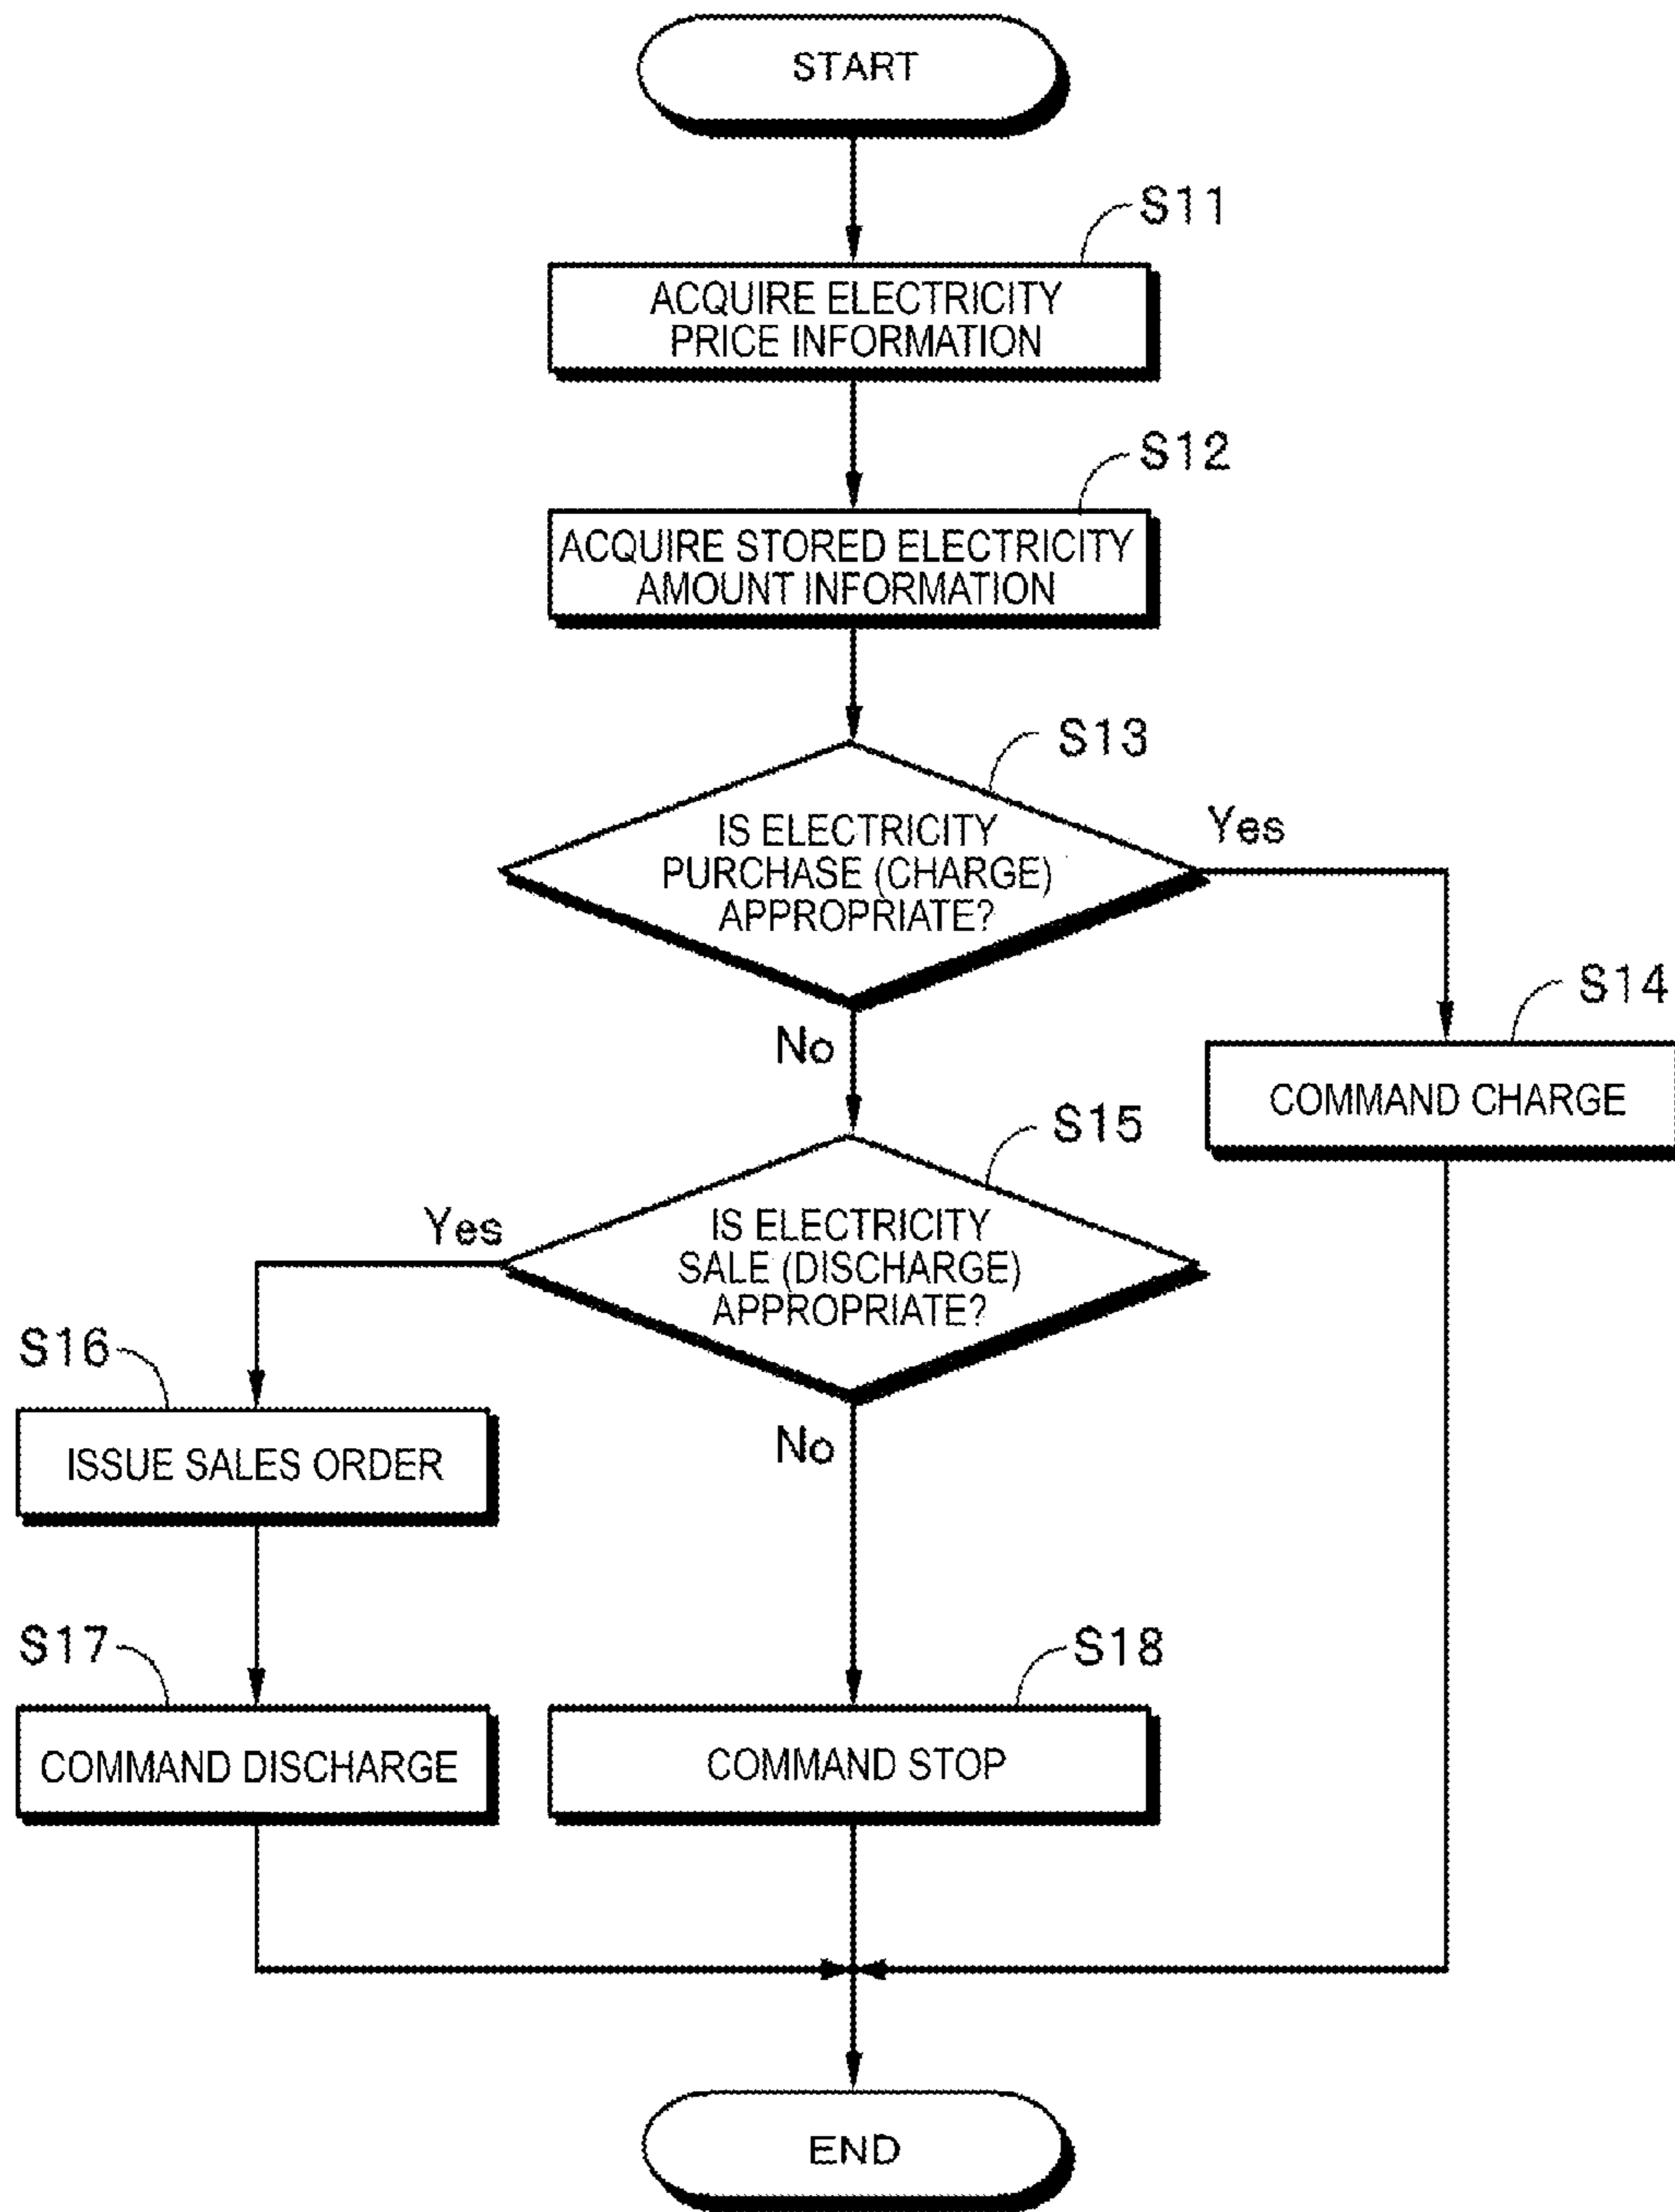 START
S11
ACQUIRE ELECTRICITY
PRICE INFORMATION
S12
ACQUIRE STORED ELECTRICITY
AMOUNT INFORMATION
S13
IS ELECTRICITY
PURCHASE (CHARGE)
APPROPRIATE?
Yes
No
S14
COMMAND CHARGE
S15
IS ELECTRICITY
SALE (DISCHARGE)
APPROPRIATE?
Yes
No
S16
ISSUE SALES ORDER
S17
COMMAND DISCHARGE
S18
COMMAND STOP
END